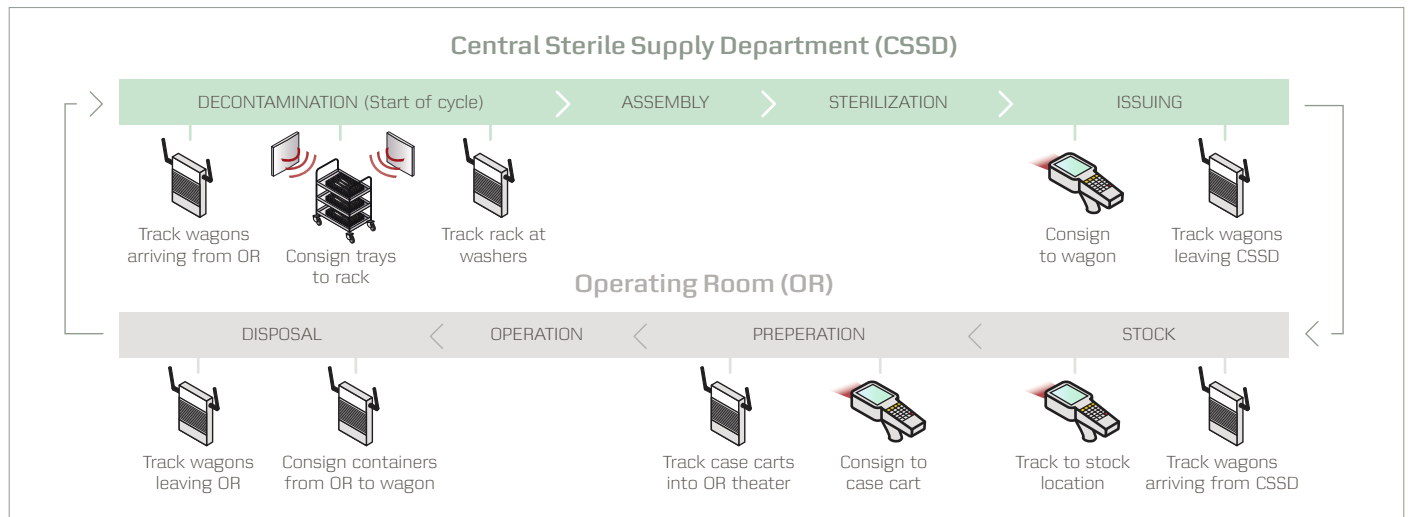 Central Sterile Supply Department (CSSD)
DECONTAMINATION (Start of cycle)
ASSEMBLY
STERILIZATION
ISSUING
Track wagons
arriving from OR
Consign trays
to rack
Track rack at
washers
Consign
to wagon
Track wagons
leaving CSSD
Operating Room (OR)
DISPOSAL
OPERATION
PREPERATION
STOCK
Track wagons
leaving OR
Consign containers
from OR to wagon
Track case carts
into OR theater
Consign to
case cart
Track to stock
location
Track wagons
arriving from CSSD